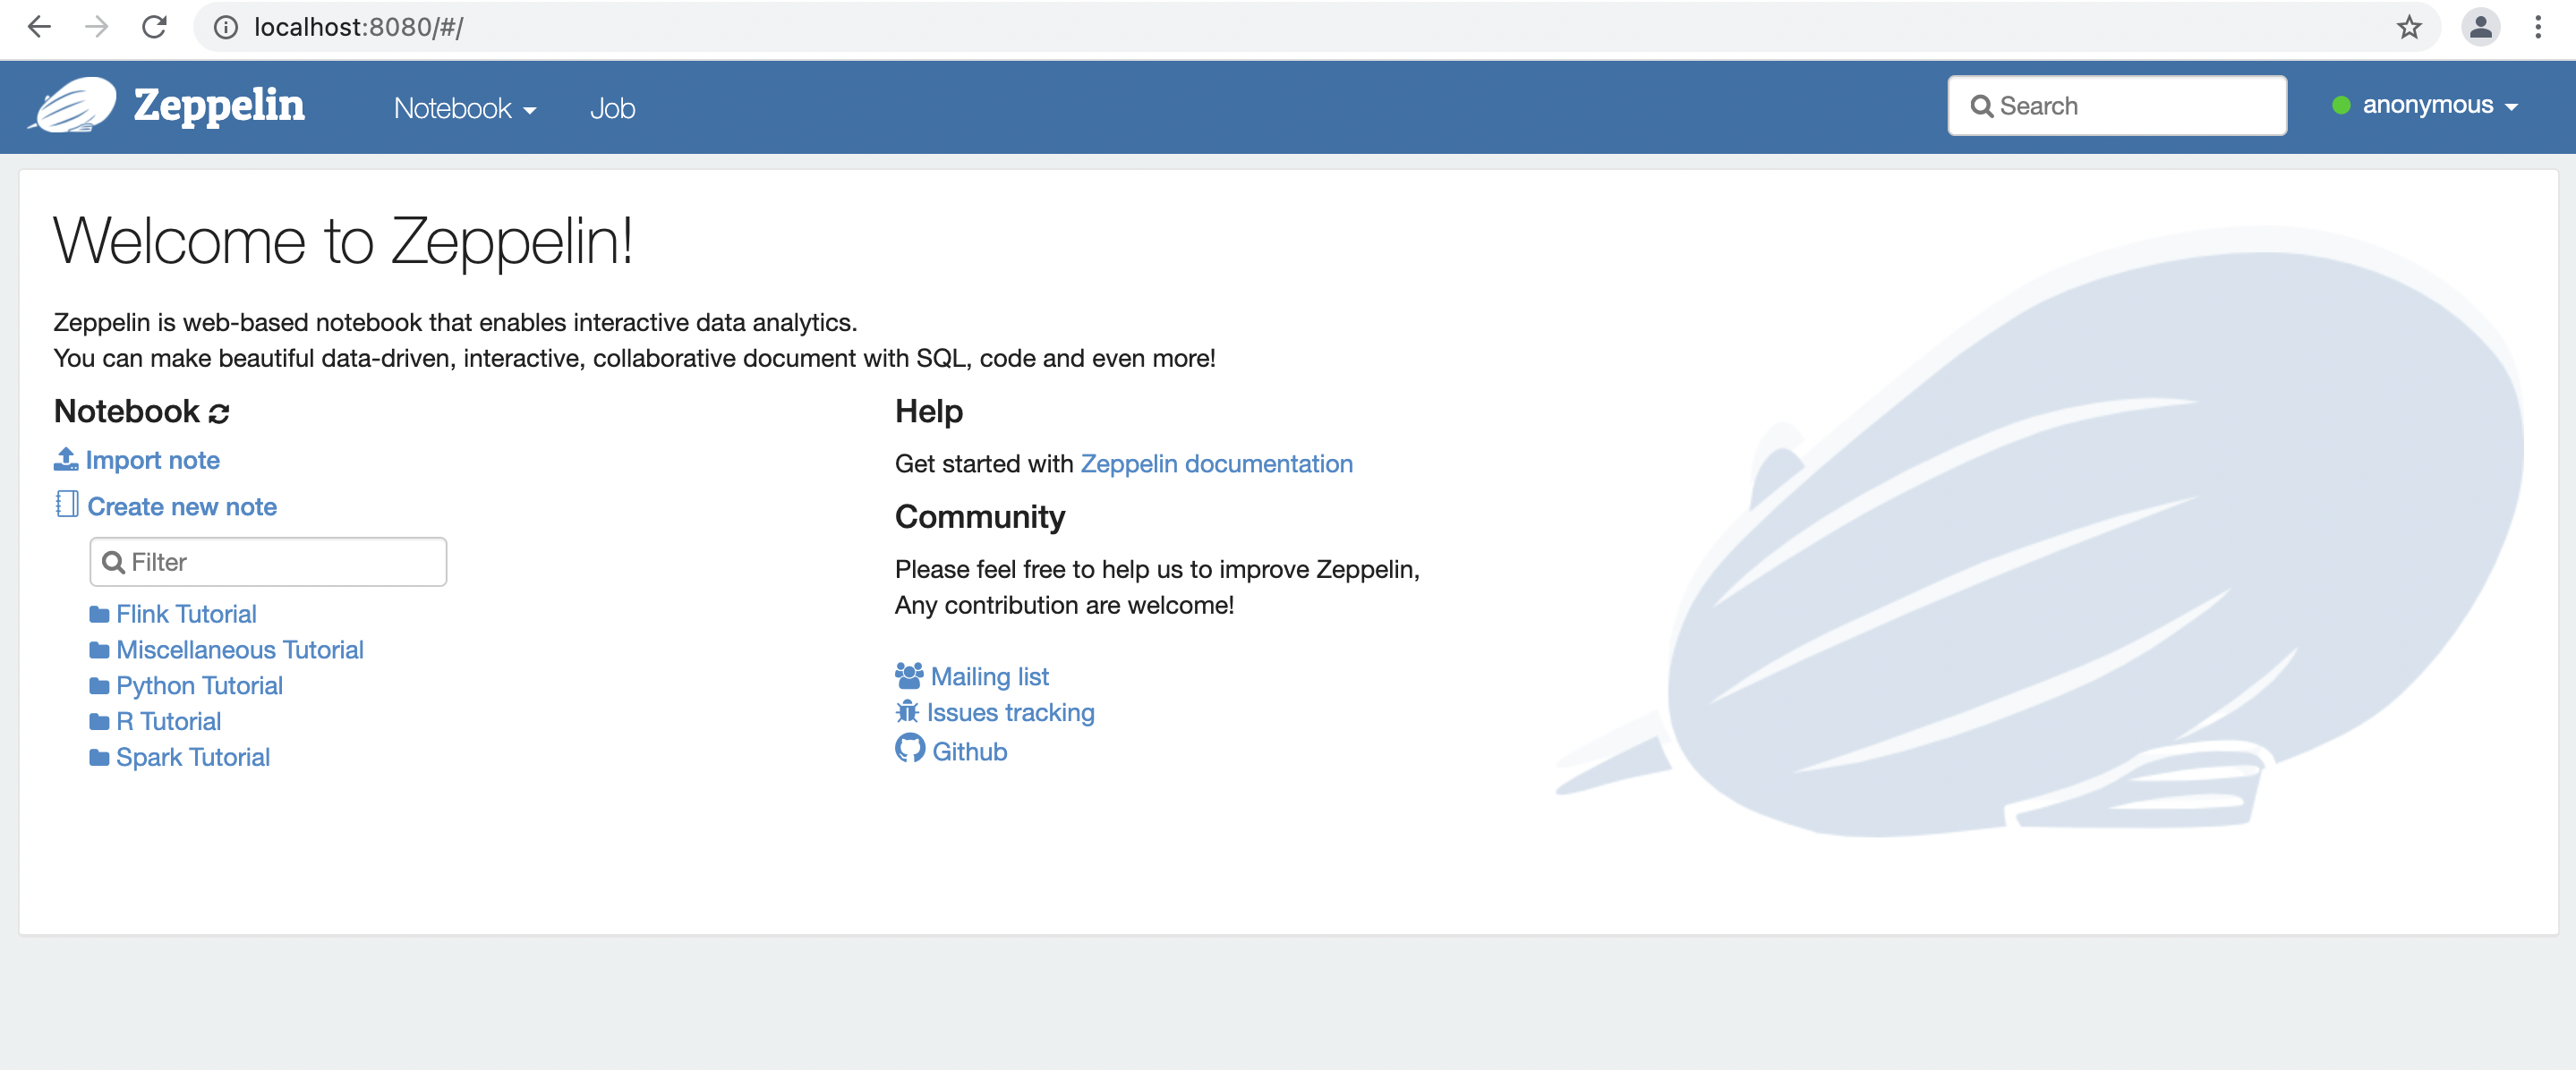 localhost:8080/#/
Zeppelin
Notebook
Job
Search
anonymous
Welcome to Zeppelin!
Zeppelin is web-based notebook that enables interactive data analytics.
You can make beautiful data-driven, interactive, collaborative document with SQL, code and even more!
Notebook
Import note
Create new note
Filter
Flink Tutorial
Miscellaneous Tutorial
Python Tutorial
R Tutorial
Spark Tutorial
Help
Get started with Zeppelin documentation
Community
Please feel free to help us to improve Zeppelin,
Any contribution are welcome!
Mailing list
Issues tracking
Github